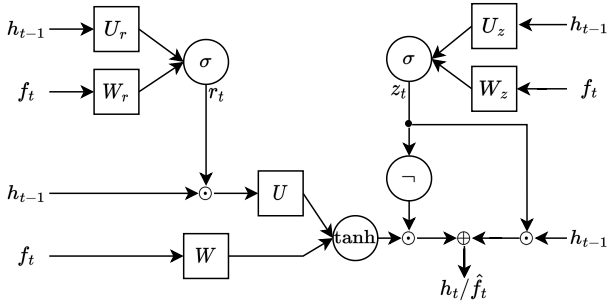 h_{t-1} U_r U_z h_{t-1}
σ σ
f_t W_r r_t z_t W_z f_t
¬
h_{t-1} ⊙ U
f_t W tanh ⊙ ⊕ ⊙ h_{t-1}
h_t/\hat{f}_t